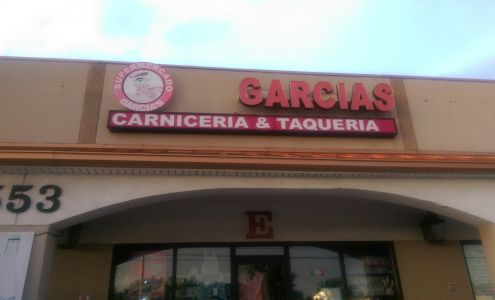 SUPERMERCADO
GARCIAS
GARCIAS
CARNICERIA & TAQUERIA
553
E